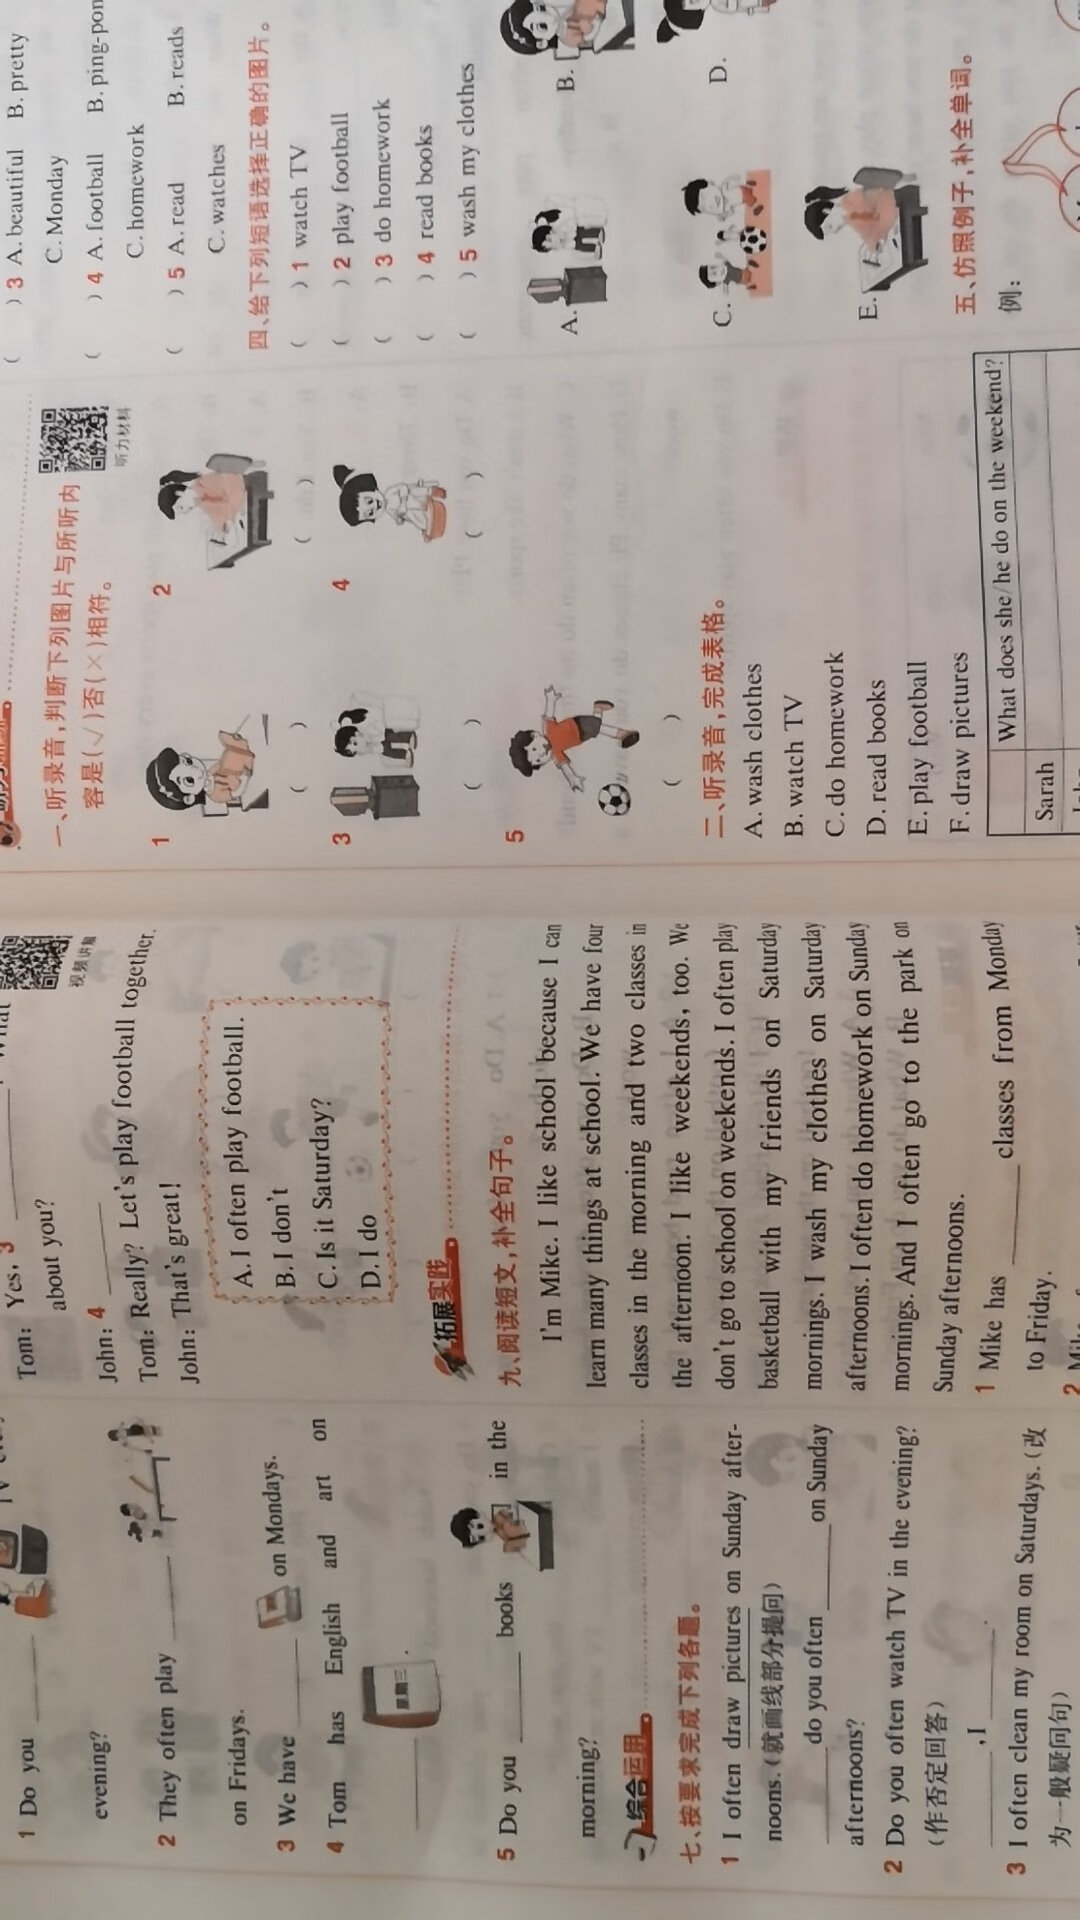 1 Do you
evening?
2 They often play
on Fridays.
3 We have on Mondays.
4 Tom has English and art on
星期三
.
5 Do you books in the
morning?
综合运用
七、按要求完成下列各题。
1 I often draw pictures on Sunday after-
noons.(就画线部分提问)
do you often on Sunday
afternoons?
2 Do you often watch TV in the evening?
(作否定回答)
, I .
3 I often clean my room on Saturdays.(改
为一般疑问句)
视频讲解
Tom: Yes, 3
about you?
John: 4
Tom: Really? Let's play football together.
John: That's great!
A. I often play football.
B. I don't
C. Is it Saturday?
D. I do
拓展实践
九、阅读短文,补全句子。
I'm Mike. I like school because I can
learn many things at school. We have four
classes in the morning and two classes in
the afternoon. I like weekends, too. We
don't go to school on weekends. I often play
basketball with my friends on Saturday
mornings. I wash my clothes on Saturday
afternoons. I often do homework on Sunday
mornings. And I often go to the park on
Sunday afternoons.
1 Mike has classes from Monday
to Friday.
2
一、听录音,判断下列图片与所听内
容是(√)否(×)相符。
听力材料
1 2
( ) ( )
3 4
( ) ( )
5
( )
二、听录音,完成表格。
A. wash clothes
B. watch TV
C. do homework
D. read books
E. play football
F. draw pictures
What does she/he do on the weekend?
Sarah
( ) 3 A. beautiful B. pretty
C. Monday
( ) 4 A. football B. ping-pon
C. homework
( ) 5 A. read B. reads
C. watches
四、给下列短语选择正确的图片。
( ) 1 watch TV
( ) 2 play football
( ) 3 do homework
( ) 4 read books
( ) 5 wash my clothes
A. B.
C. D.
E.
五、仿照例子,补全单词。
例: